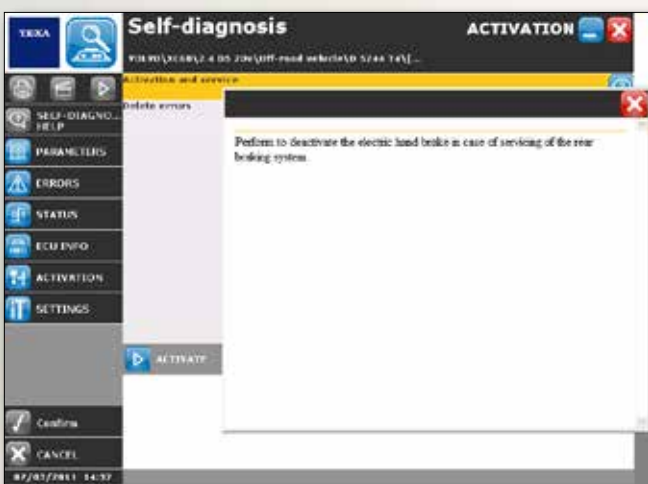 TEXA
Self-diagnosis
ACTIVATION
Activation and service
Delete errors
Perform to deactivate the electric hand brake in case of servicing of the rear
braking system.
SELF-DIAGNO...
HELP
PARAMETERS
ERRORS
STATUS
ECU INFO
ACTIVATION
SETTINGS
ACTIVATE
Confirm
CANCEL